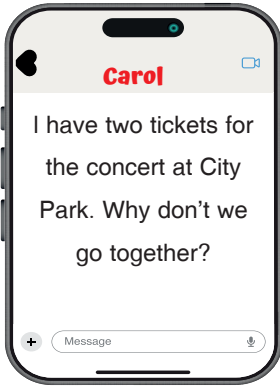 Carol
I have two tickets for
the concert at City
Park. Why don’t we
go together?
Message